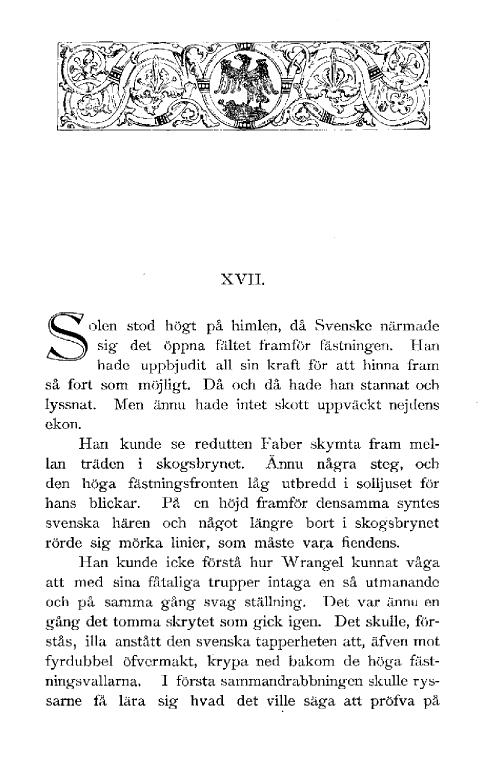 XVII.
Solen stod högt på himlen, då Svenske närmade
sig det öppna fältet framför fästningen. Han
hade uppbjudit all sin kraft för att hinna fram
så fort som möjligt. Då och då hade han stannat och
lyssnat. Men ännu hade intet skott uppväckt nejdens
ekon.
Han kunde se redutten Faber skymta fram mel-
lan träden i skogsbrynet. Ännu några steg, och
den höga fästningsfronten låg utbredd i solljuset för
hans blickar. På en höjd framför densamma syntes
svenska hären och något längre bort i skogsbrynet
rörde sig mörka linier, som måste vara fiendens.
Han kunde icke förstå hur Wrangel kunnat våga
att med sina fåtaliga trupper intaga en så utmanande
och på samma gång svag ställning. Det var ännu en
gång det tomma skrytet som gick igen. Det skulle, för-
stås, illa anstått den svenska tapperheten att, äfven mot
fyrdubbel öfvermakt, krypa ned bakom de höga fäst-
ningsvallarna. I första sammandrabbningen skulle rys-
sarne få lära sig hvad det ville säga att pröfva på